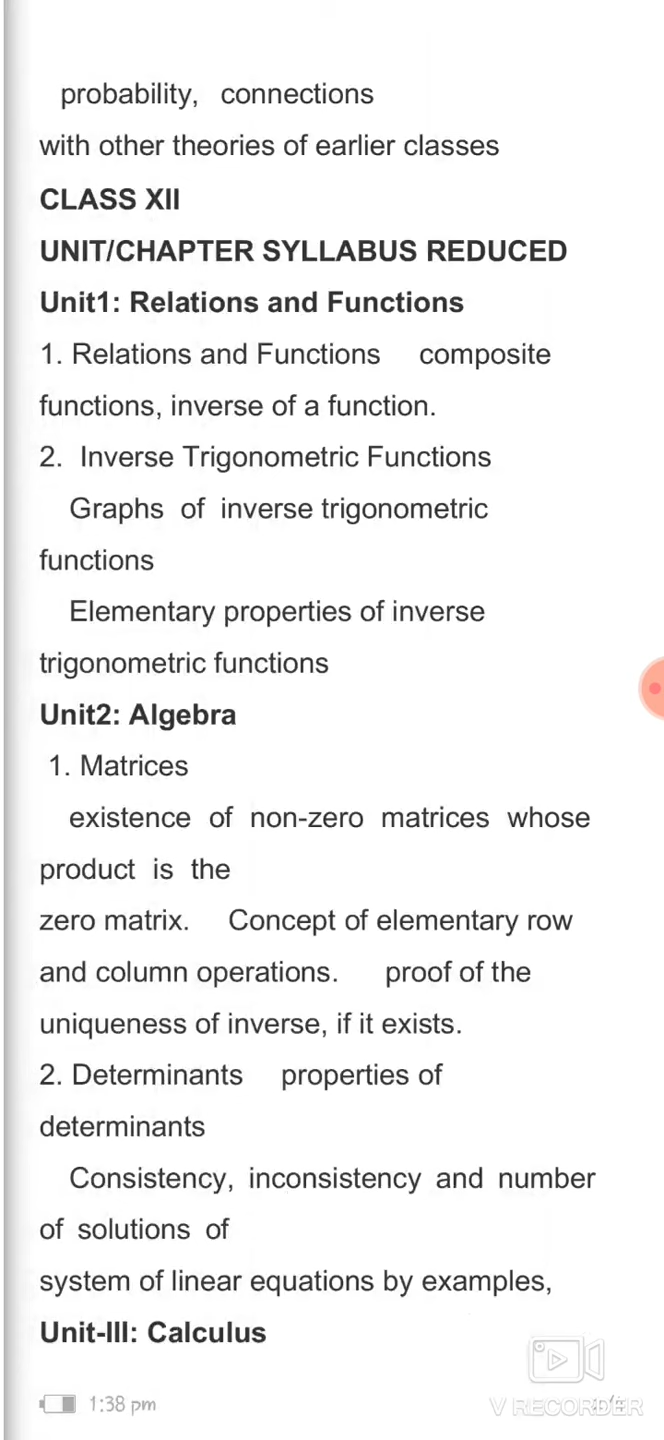 probability, connections
with other theories of earlier classes
CLASS XII
UNIT/CHAPTER SYLLABUS REDUCED
Unit1: Relations and Functions
1. Relations and Functions composite
functions, inverse of a function.
2. Inverse Trigonometric Functions
Graphs of inverse trigonometric
functions
Elementary properties of inverse
trigonometric functions
Unit2: Algebra
1. Matrices
existence of non-zero matrices whose
product is the
zero matrix. Concept of elementary row
and column operations. proof of the
uniqueness of inverse, if it exists.
2. Determinants properties of
determinants
Consistency, inconsistency and number
of solutions of
system of linear equations by examples,
Unit-III: Calculus
1:38 pm
V RECORDER